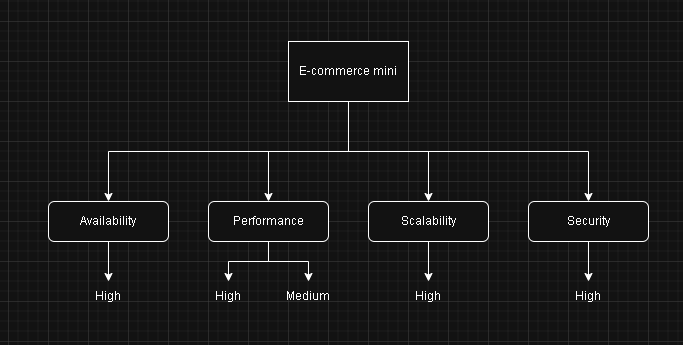 E-commerce mini
Availability
Performance
Scalability
Security
High
High
Medium
High
High